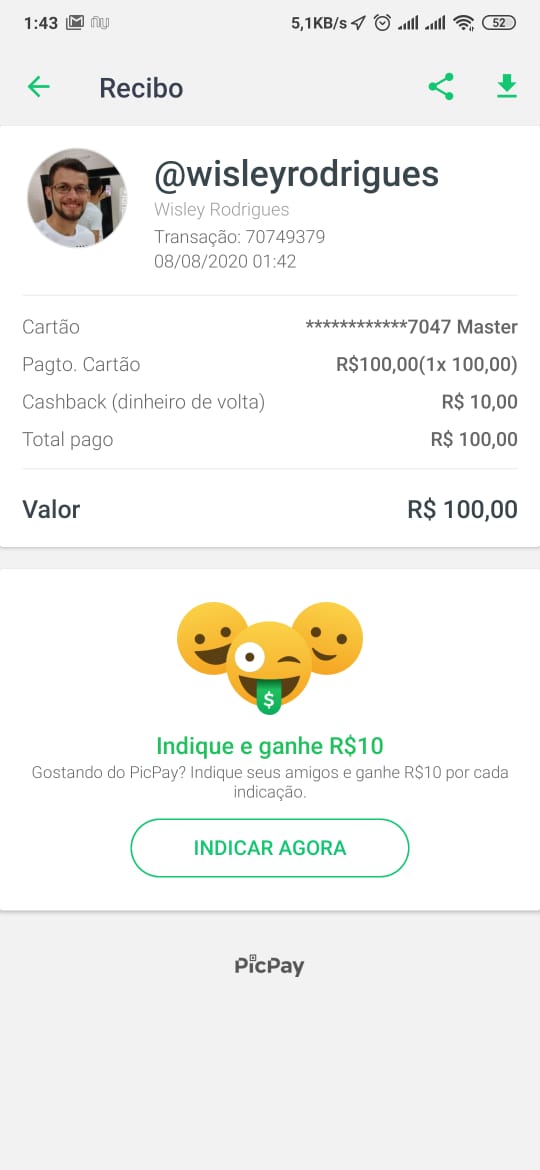 1:43
5,1KB/s
52
Recibo
@wisleyrodrigues
Wisley Rodrigues
Transação: 70749379
08/08/2020 01:42
Cartão ************7047 Master
Pagto. Cartão R$100,00(1x 100,00)
Cashback (dinheiro de volta) R$ 10,00
Total pago R$ 100,00
Valor R$ 100,00
$
Indique e ganhe R$10
Gostando do PicPay? Indique seus amigos e ganhe R$10 por cada
indicação.
INDICAR AGORA
PicPay